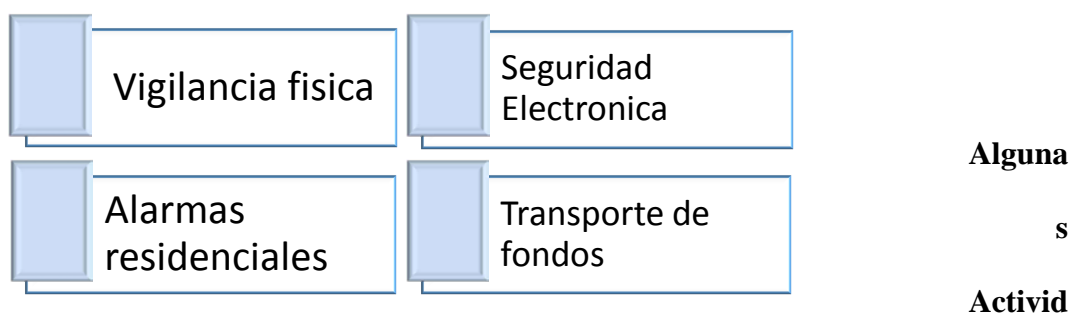 Vigilancia fisica
Seguridad
Electronica
Alarmas
residenciales
Transporte de
fondos
Alguna
s
Activid